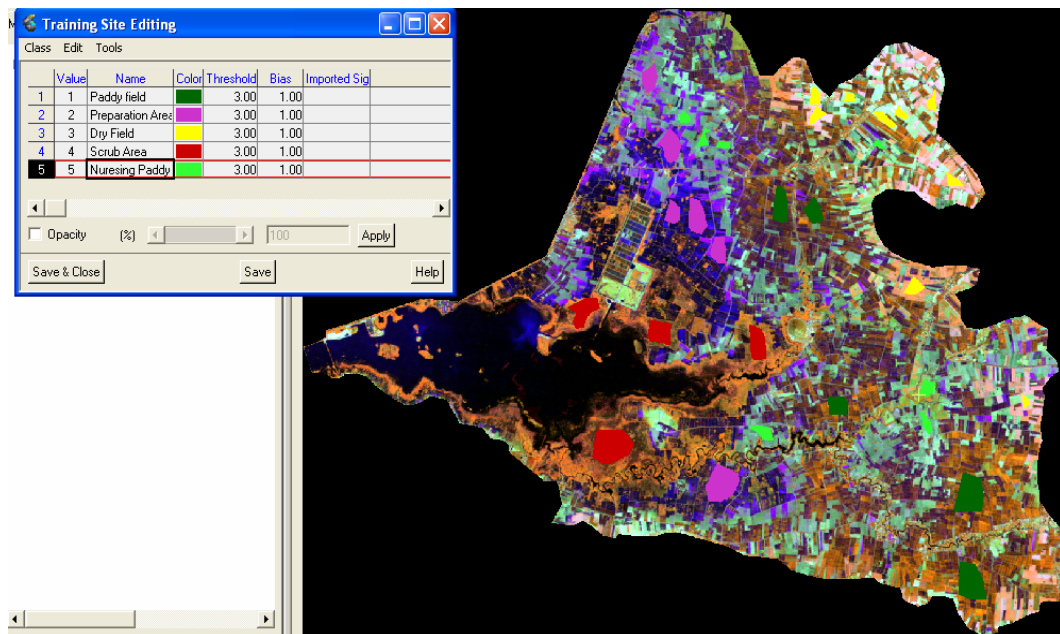 Training Site Editing
Class Edit Tools
Value Name Color Threshold Bias Imported Sig
1 1 Paddy field 3.00 1.00
2 2 Preparation Area 3.00 1.00
3 3 Dry Field 3.00 1.00
4 4 Scrub Area 3.00 1.00
5 5 Nuresing Paddy 3.00 1.00
Opacity (%) 100 Apply
Save & Close Save Help